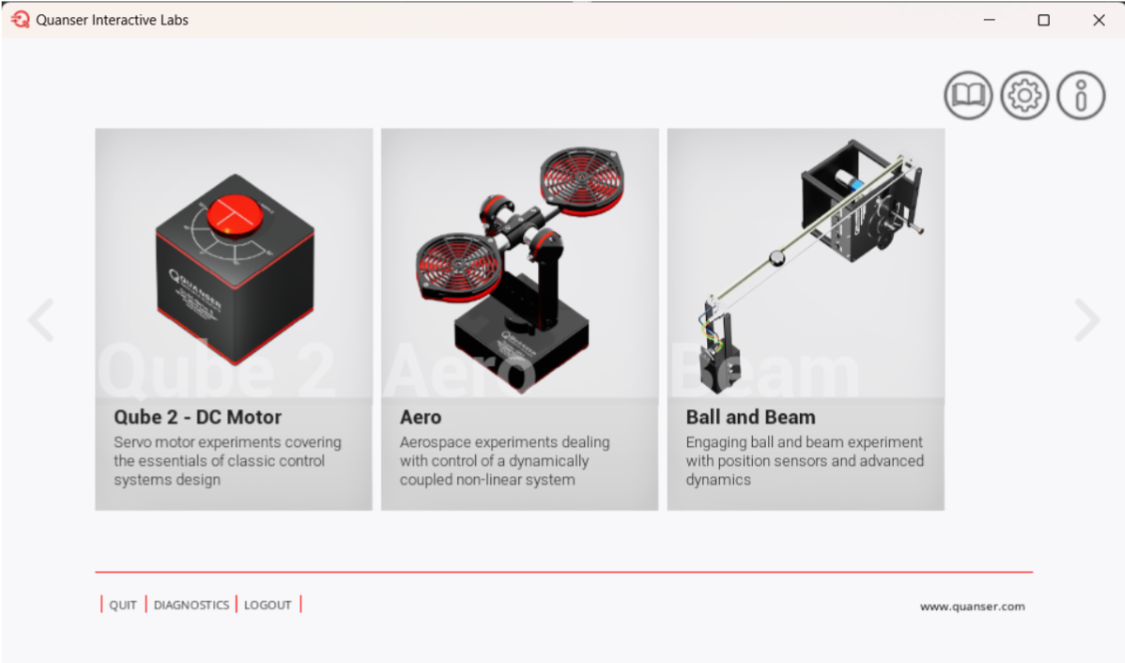 Quanser Interactive Labs
QUANSER
QUANSER
Qube 2
Aero
Beam
Qube 2 - DC Motor
Servo motor experiments covering
the essentials of classic control
systems design
Aero
Aerospace experiments dealing
with control of a dynamically
coupled non-linear system
Ball and Beam
Engaging ball and beam experiment
with position sensors and advanced
dynamics
QUIT
DIAGNOSTICS
LOGOUT
www.quanser.com